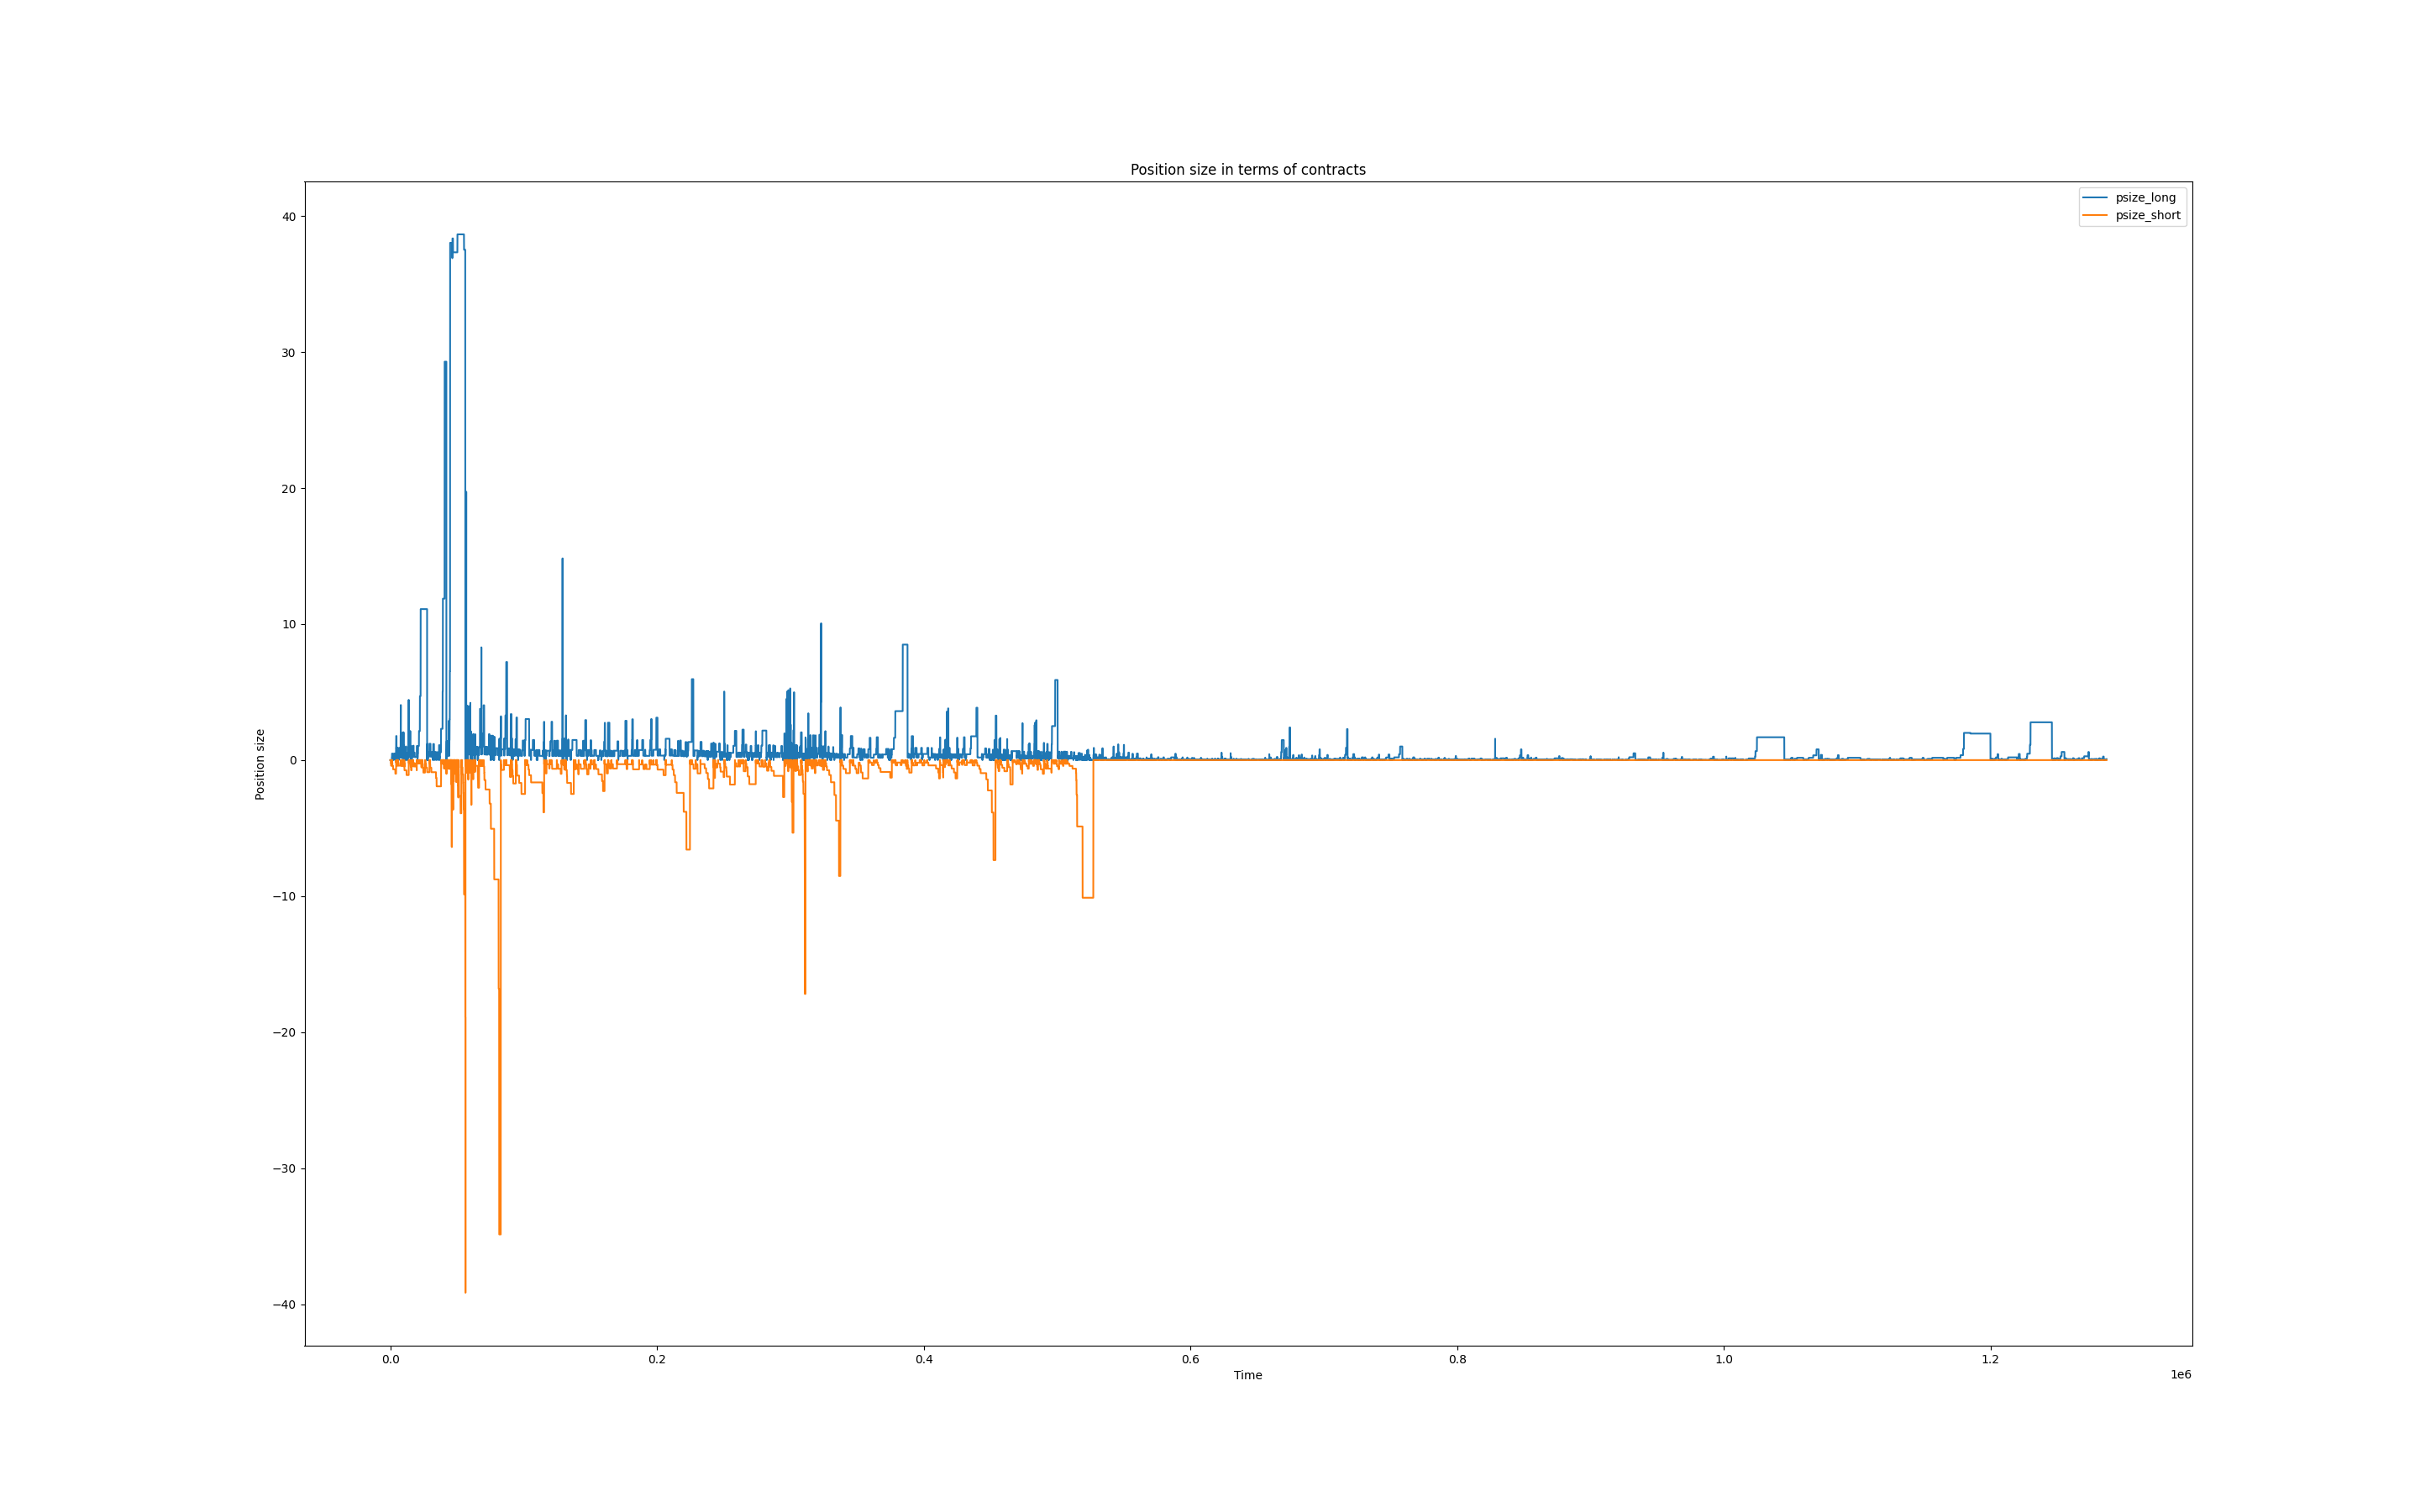 Position size in terms of contracts
psize_long
psize_short
40
30
20
10
0
−10
−20
−30
−40
Position size
0.0
0.2
0.4
0.6
0.8
1.0
1.2
Time
1e6